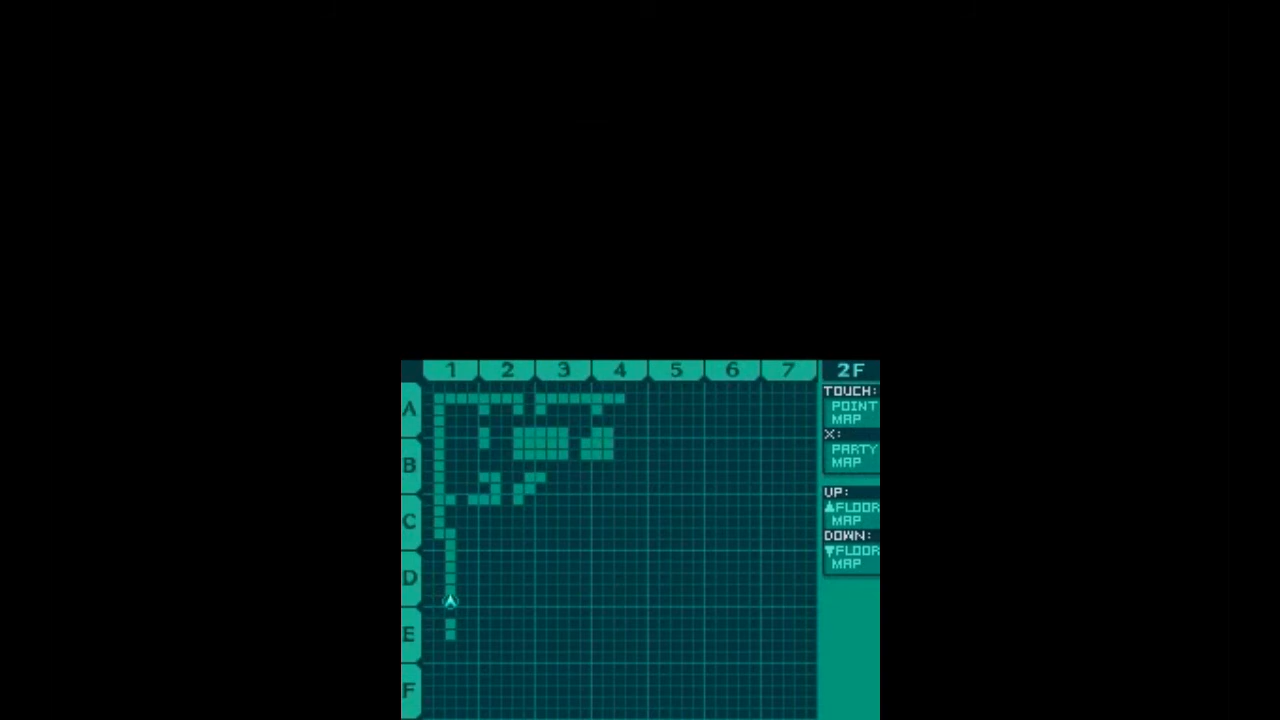 1 2 3 4 5 6 7
2F
A
B
C
D
E
F
TOUCH:
POINT
MAP
X:
PARTY
MAP
UP:
▲FLOOR
MAP
DOWN:
▼FLOOR
MAP